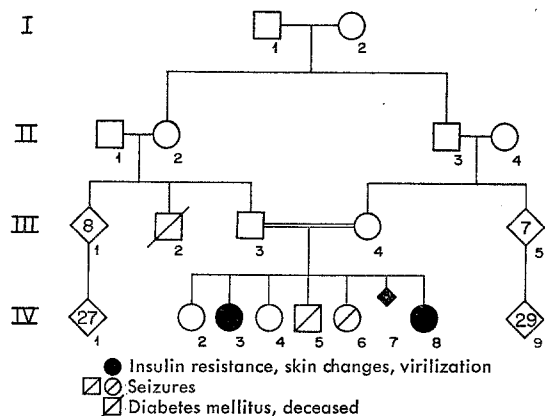 I
1 2
II
1 2 3 4
III
8 1 2 3 4 7 5
IV
27 1 2 3 4 5 6 7 8 29 9
Insulin resistance, skin changes, virilization
Seizures
Diabetes mellitus, deceased